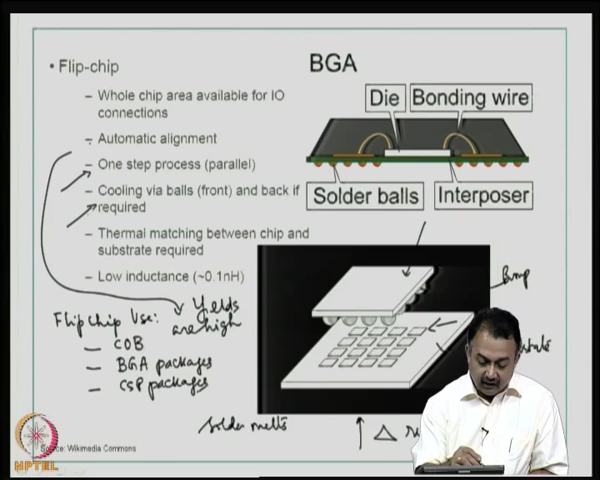 • Flip-chip
– Whole chip area available for IO
connections
– Automatic alignment
– One step process (parallel)
– Cooling via balls (front) and back if
required
– Thermal matching between chip and
substrate required
– Low inductance (~0.1nH)
BGA
Die
Bonding wire
Solder balls
Interposer
Yields
are high
Flip Chip Use:
– COB
– BGA packages
– CSP packages
Bump
Solder melts
↑ Δ
Source: Wikimedia Commons
NPTEL